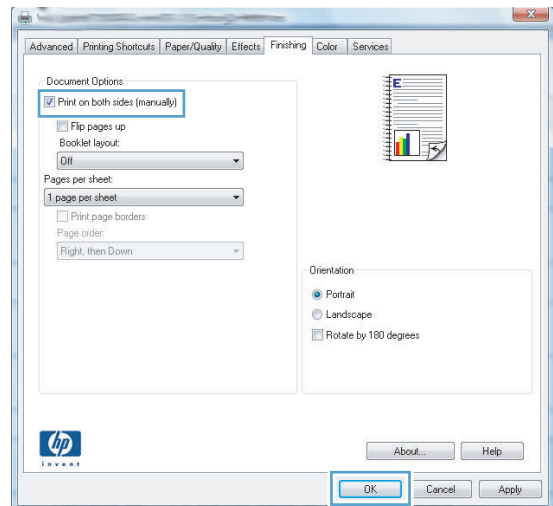 Advanced Printing Shortcuts Paper/Quality Effects Finishing Color Services
Document Options
Print on both sides (manually)
Flip pages up
Booklet layout:
Off
Pages per sheet:
1 page per sheet
Print page borders
Page order:
Right, then Down
E
Orientation
Portrait
Landscape
Rotate by 180 degrees
hp
invent
About... Help
OK Cancel Apply